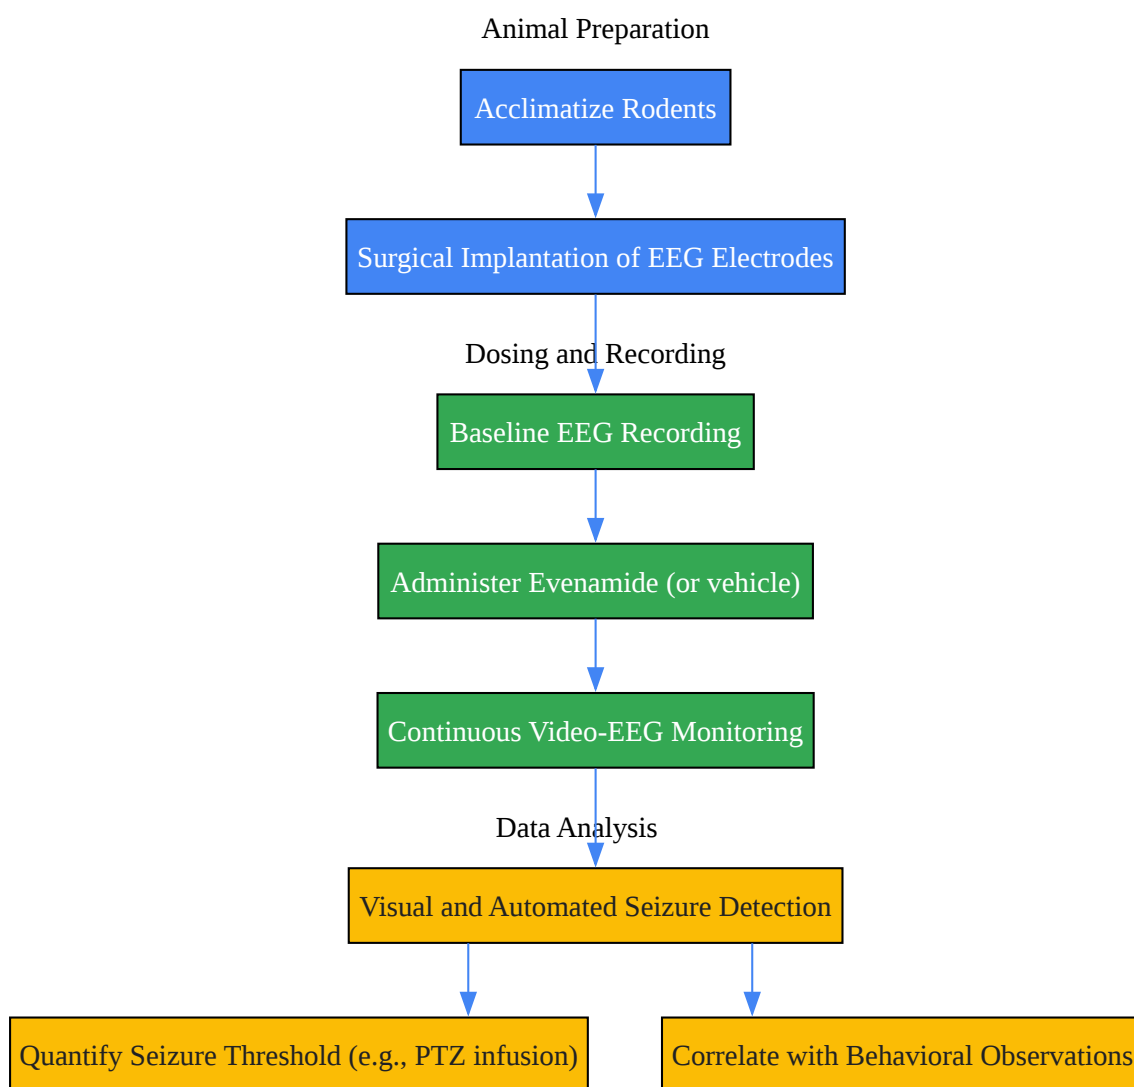 Animal Preparation
Acclimatize Rodents
Surgical Implantation of EEG Electrodes
Dosing and Recording
Baseline EEG Recording
Administer Evenamide (or vehicle)
Continuous Video-EEG Monitoring
Data Analysis
Visual and Automated Seizure Detection
Quantify Seizure Threshold (e.g., PTZ infusion)
Correlate with Behavioral Observations